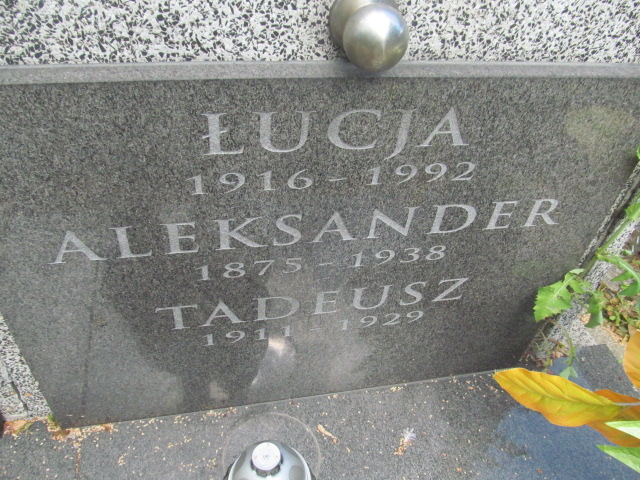 ŁUCJA
1916 - 1992
ALEKSANDER
1875 - 1938
TADEUSZ
1911 - 1929